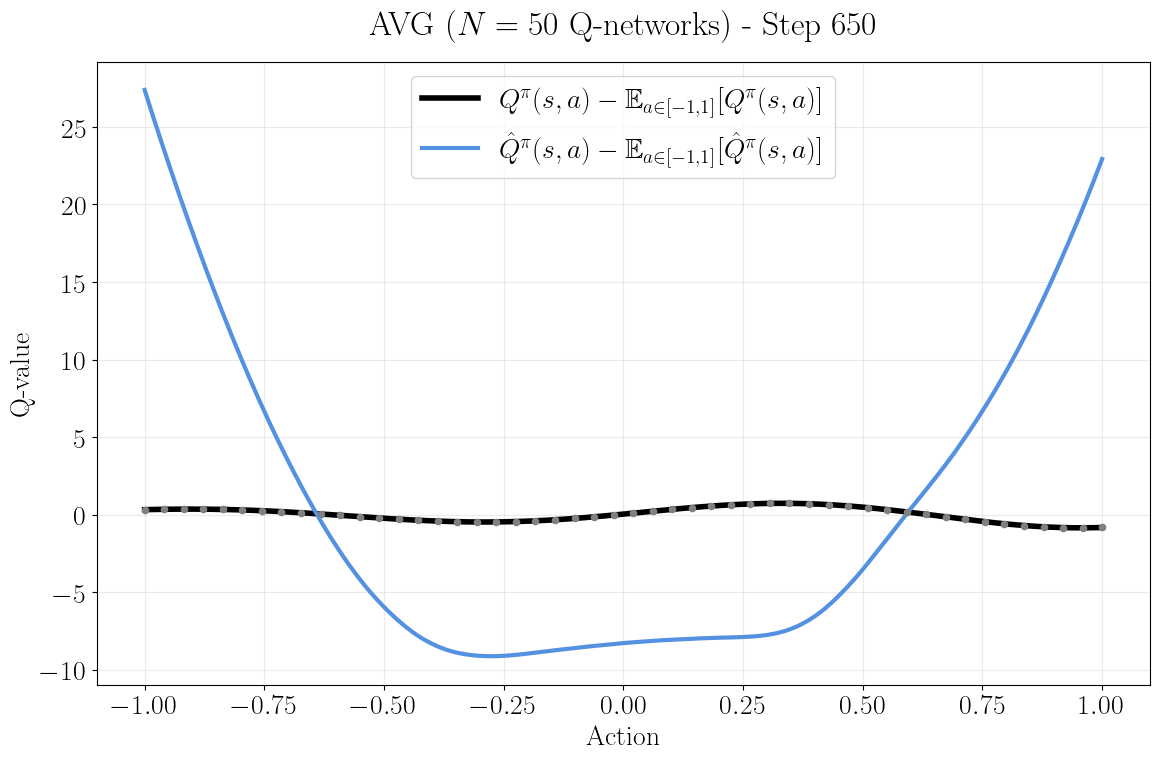 AVG (N = 50 Q-networks) - Step 650
Q^π(s, a) − 𝔼_{a∈[−1,1]}[Q^π(s, a)]
Q̂^π(s, a) − 𝔼_{a∈[−1,1]}[Q̂^π(s, a)]
Q-value
25
20
15
10
5
0
−5
−10
−1.00 −0.75 −0.50 −0.25 0.00 0.25 0.50 0.75 1.00
Action